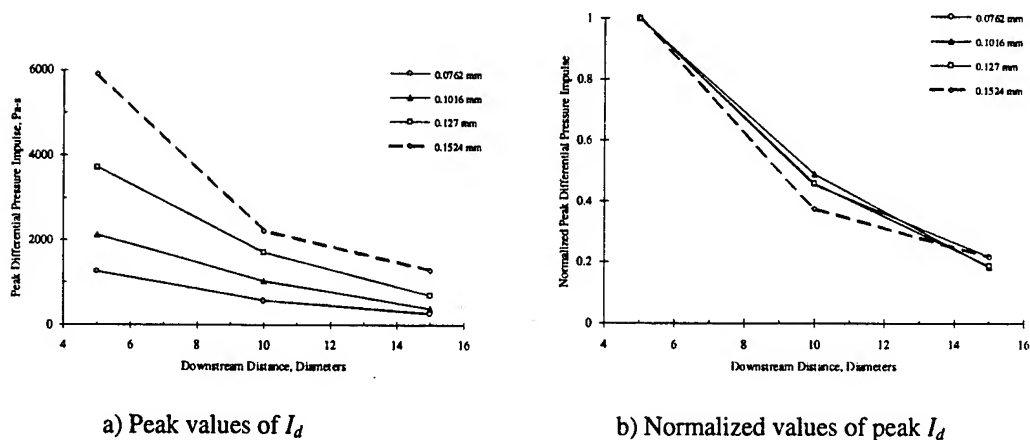 6000
4000
2000
0
4
6
8
10
12
14
16
Peak Differential Pressure Impulse, Pa-s
Downstream Distance, Diameters
0.0762 mm
0.1016 mm
0.127 mm
0.1524 mm
a) Peak values of I_d
1
0.8
0.6
0.4
0.2
0
4
6
8
10
12
14
16
Normalized Peak Differential Pressure Impulse
Downstream Distance, Diameters
0.0762 mm
0.1016 mm
0.127 mm
0.1524 mm
b) Normalized values of peak I_d